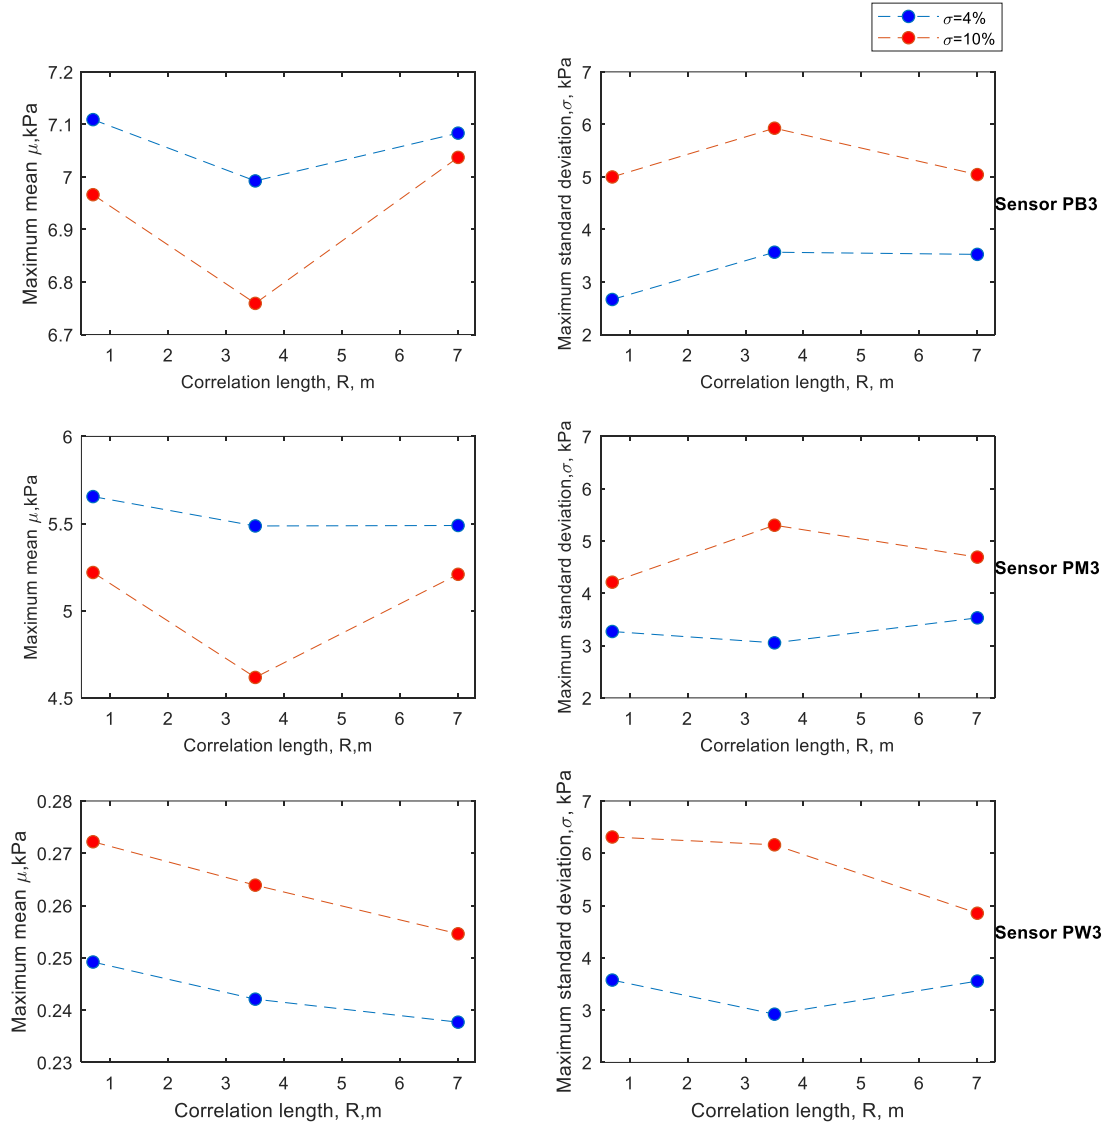 σ=4%
σ=10%
Maximum mean μ,kPa
7.2
7.1
7
6.9
6.8
6.7
1 2 3 4 5 6 7
Correlation length, R, m
Maximum standard deviation,σ, kPa
7
6
5
4
3
2
1 2 3 4 5 6 7
Correlation length, R, m
Sensor PB3
Maximum mean μ,kPa
6
5.5
5
4.5
1 2 3 4 5 6 7
Correlation length, R,m
Maximum standard deviation,σ, kPa
7
6
5
4
3
2
1 2 3 4 5 6 7
Correlation length, R, m
Sensor PM3
Maximum mean μ,kPa
0.28
0.27
0.26
0.25
0.24
0.23
1 2 3 4 5 6 7
Correlation length, R,m
Maximum standard deviation,σ, kPa
7
6
5
4
3
2
1 2 3 4 5 6 7
Correlation length, R, m
Sensor PW3